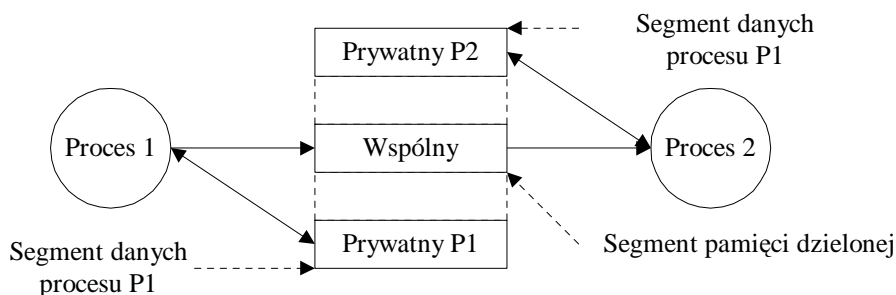 Segment danych
procesu P1
Prywatny P2
Proces 1
Wspólny
Proces 2
Prywatny P1
Segment danych
procesu P1
Segment pamięci dzielonej